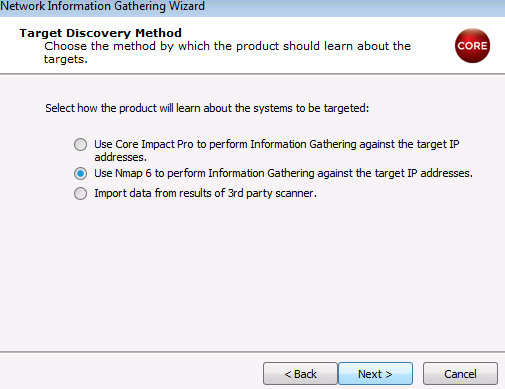 Network Information Gathering Wizard
Target Discovery Method
Choose the method by which the product should learn about the
targets.
CORE
Select how the product will learn about the systems to be targeted:
Use Core Impact Pro to perform Information Gathering against the target IP
addresses.
Use Nmap 6 to perform Information Gathering against the target IP addresses.
Import data from results of 3rd party scanner.
< Back
Next >
Cancel